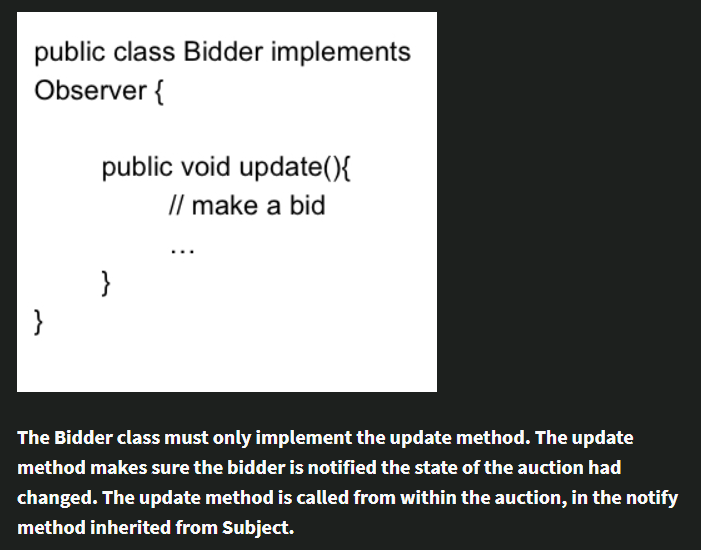 public class Bidder implements
Observer {
public void update(){
// make a bid
...
}
}
The Bidder class must only implement the update method. The update
method makes sure the bidder is notified the state of the auction had
changed. The update method is called from within the auction, in the notify
method inherited from Subject.